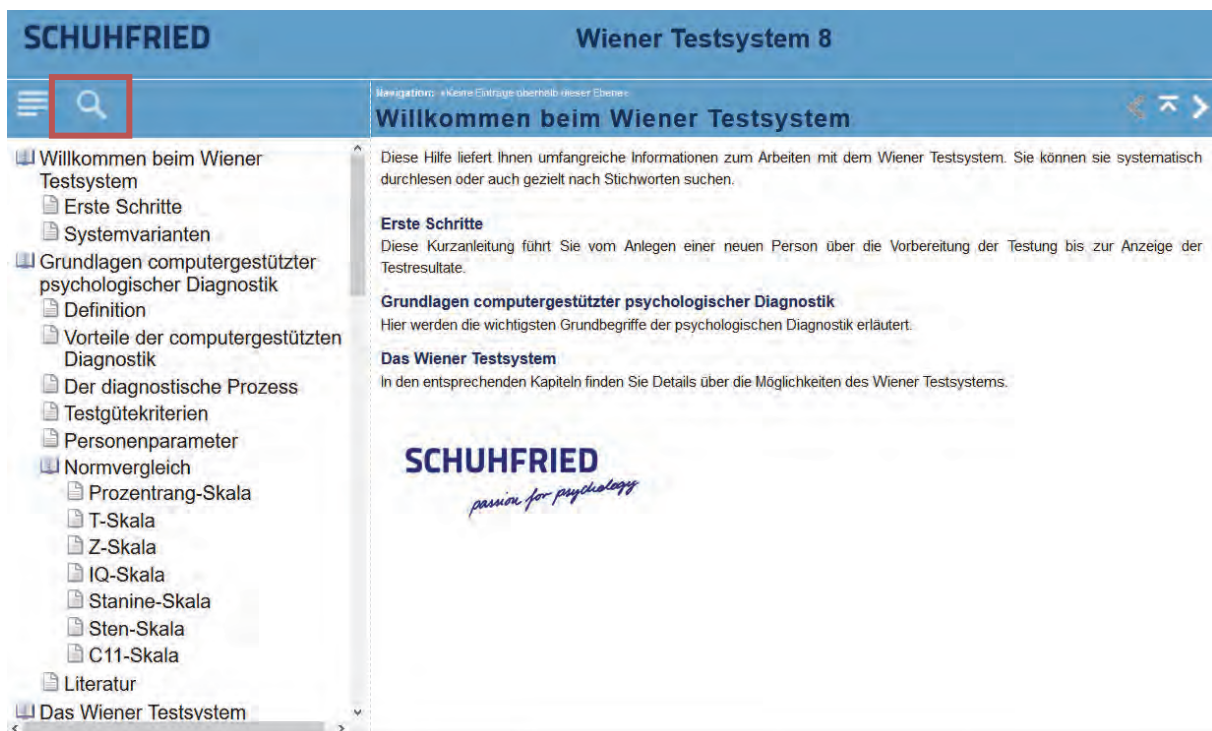 SCHUHFRIED
Wiener Testsystem 8
Navigation: »Keine Einträge oberhalb dieser Ebene«
Willkommen beim Wiener Testsystem
Willkommen beim Wiener
Testsystem
Erste Schritte
Systemvarianten
Grundlagen computergestützter
psychologischer Diagnostik
Definition
Vorteile der computergestützten
Diagnostik
Der diagnostische Prozess
Testgütekriterien
Personenparameter
Normvergleich
Prozentrang-Skala
T-Skala
Z-Skala
IQ-Skala
Stanine-Skala
Sten-Skala
C11-Skala
Literatur
Das Wiener Testsystem
Diese Hilfe liefert Ihnen umfangreiche Informationen zum Arbeiten mit dem Wiener Testsystem. Sie können sie systematisch
durchlesen oder auch gezielt nach Stichworten suchen.
Erste Schritte
Diese Kurzanleitung führt Sie vom Anlegen einer neuen Person über die Vorbereitung der Testung bis zur Anzeige der
Testresultate.
Grundlagen computergestützter psychologischer Diagnostik
Hier werden die wichtigsten Grundbegriffe der psychologischen Diagnostik erläutert.
Das Wiener Testsystem
In den entsprechenden Kapiteln finden Sie Details über die Möglichkeiten des Wiener Testsystems.
SCHUHFRIED
passion for psychology